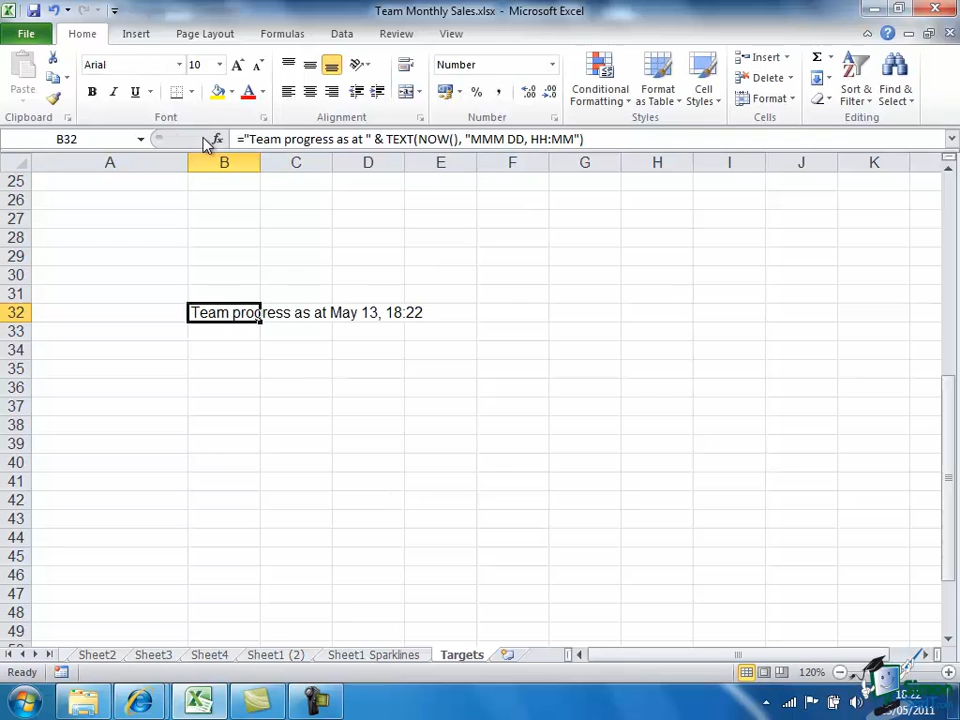 Team Monthly Sales.xlsx - Microsoft Excel
File Home Insert Page Layout Formulas Data Review View
Paste
Arial 10
B I U A
Number
% ,
Conditional Formatting
Format as Table
Cell Styles
Insert
Delete
Format
Σ
Sort & Filter
Find & Select
Clipboard Font Alignment Number Styles Cells Editing
B32 fx ="Team progress as at " & TEXT(NOW(), "MMM DD, HH:MM")
A B C D E F G H I J K
25
26
27
28
29
30
31
32 Team progress as at May 13, 18:22
33
34
35
36
37
38
39
40
41
42
43
44
45
46
47
48
49
Sheet2 Sheet3 Sheet4 Sheet1 (2) Sheet1 Sparklines Targets
Ready 120%
18:22
/05/2011